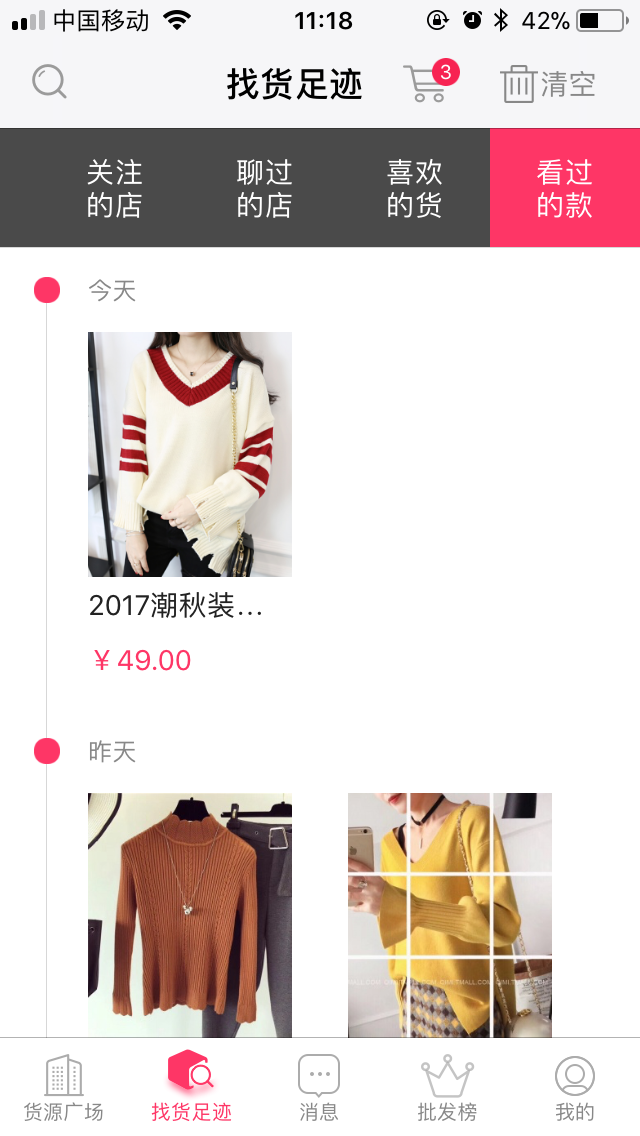 中国移动 11:18 42%
找货足迹 3 清空
关注的店 聊过的店 喜欢的货 看过的款
今天
2017潮秋装...
¥ 49.00
昨天
货源广场 找货足迹 消息 批发榜 我的